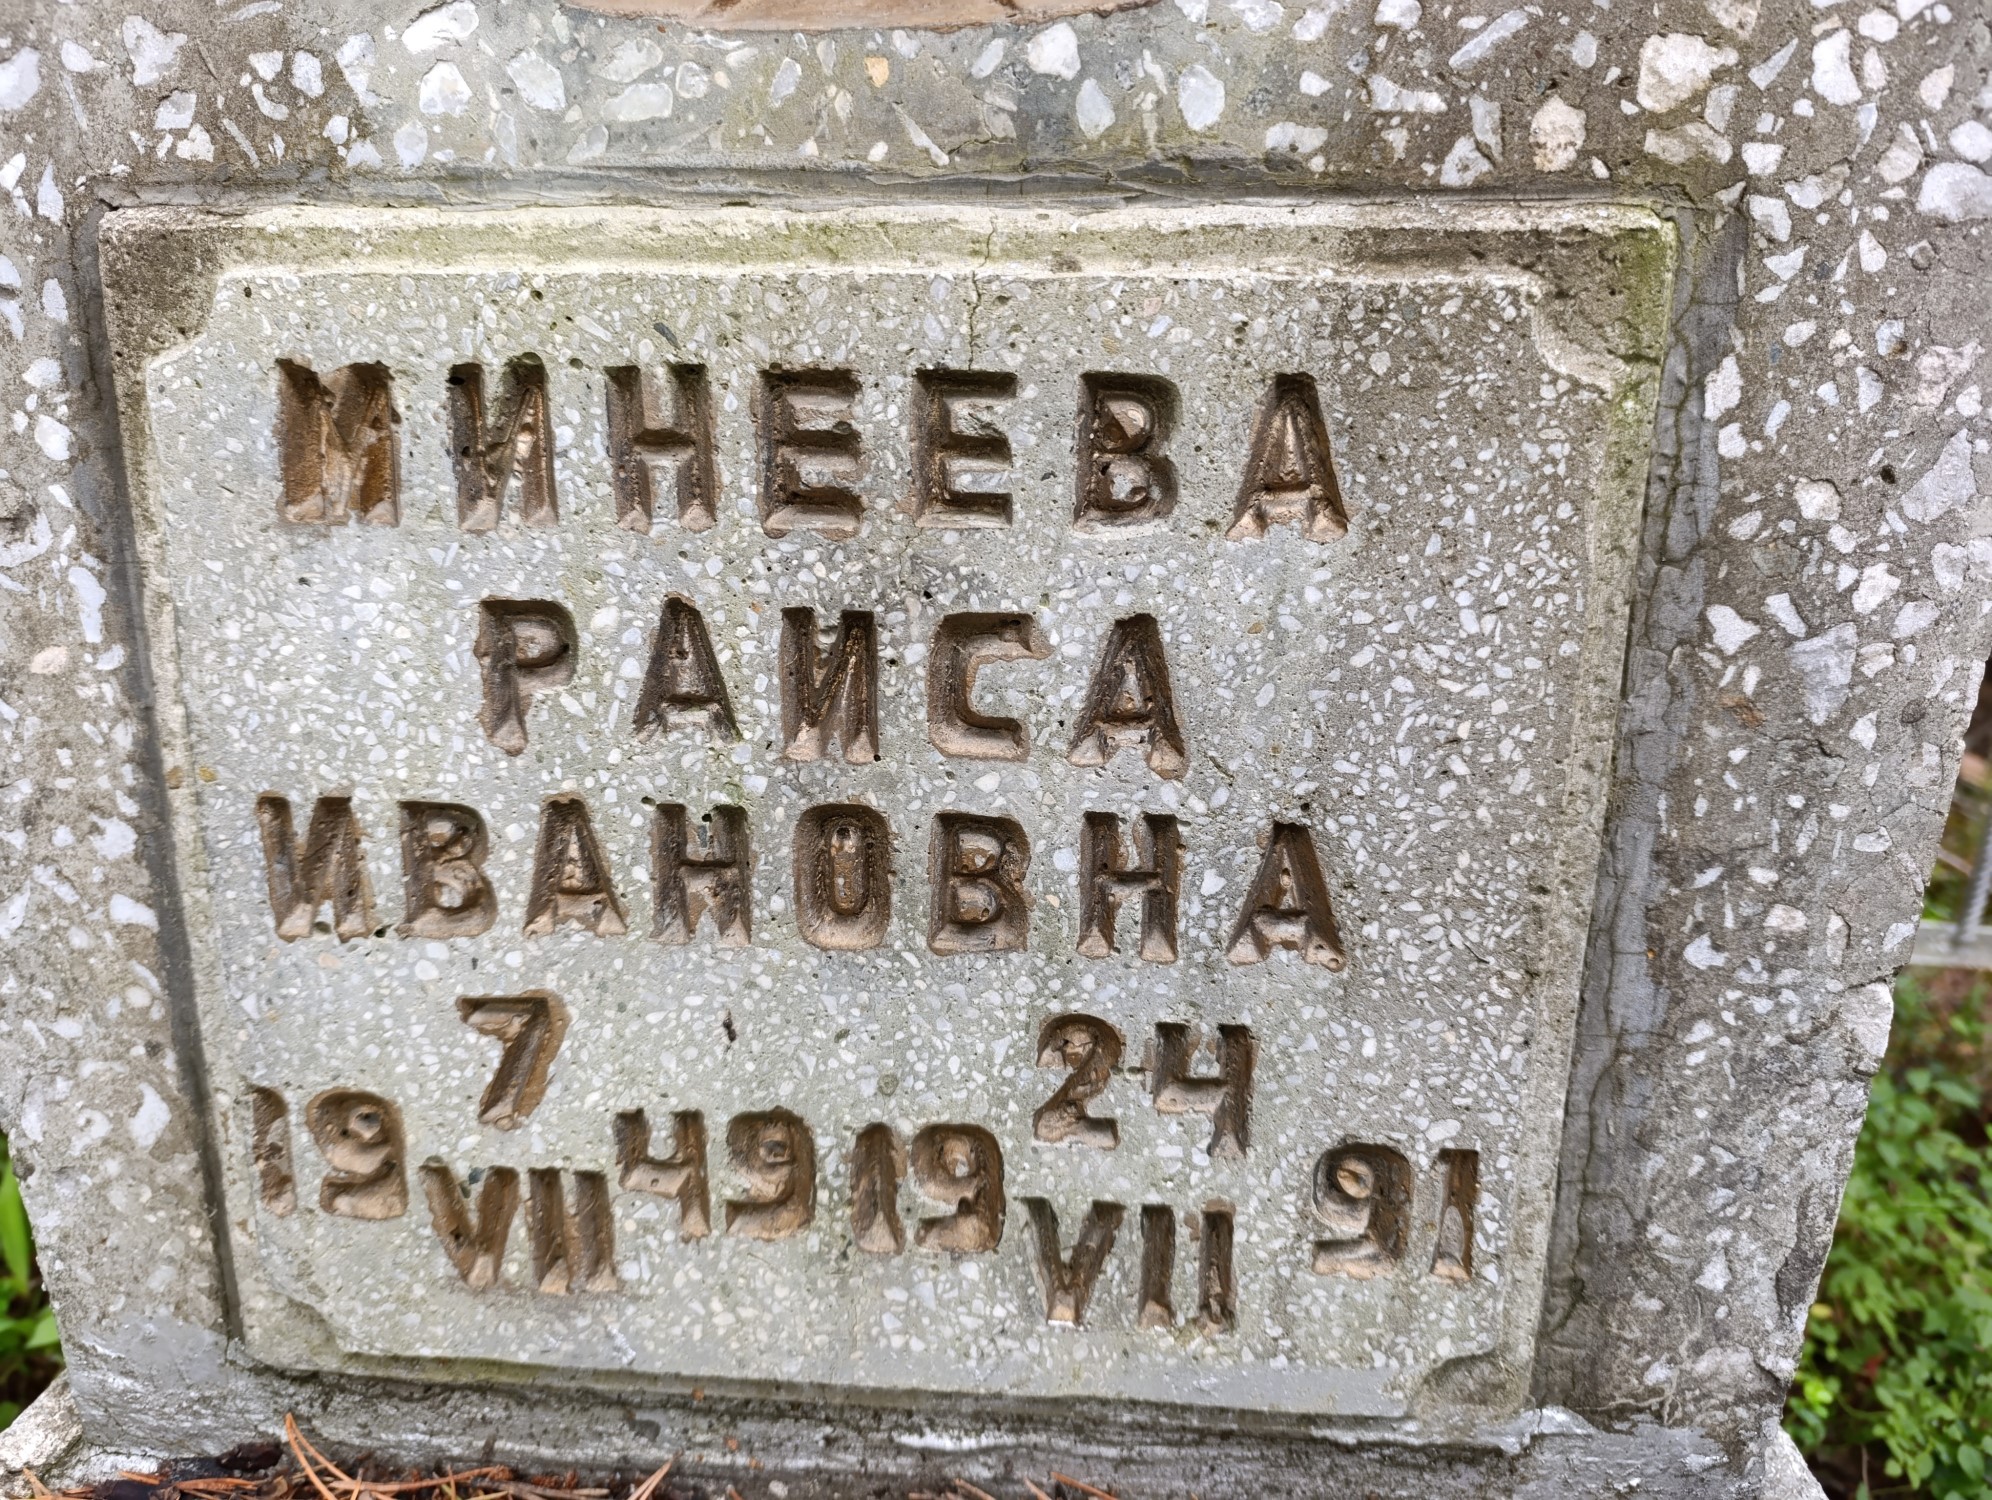 МИНЕЕВА
РАИСА
ИВАНОВНА
7 24
19 VII 49 19 VII 91